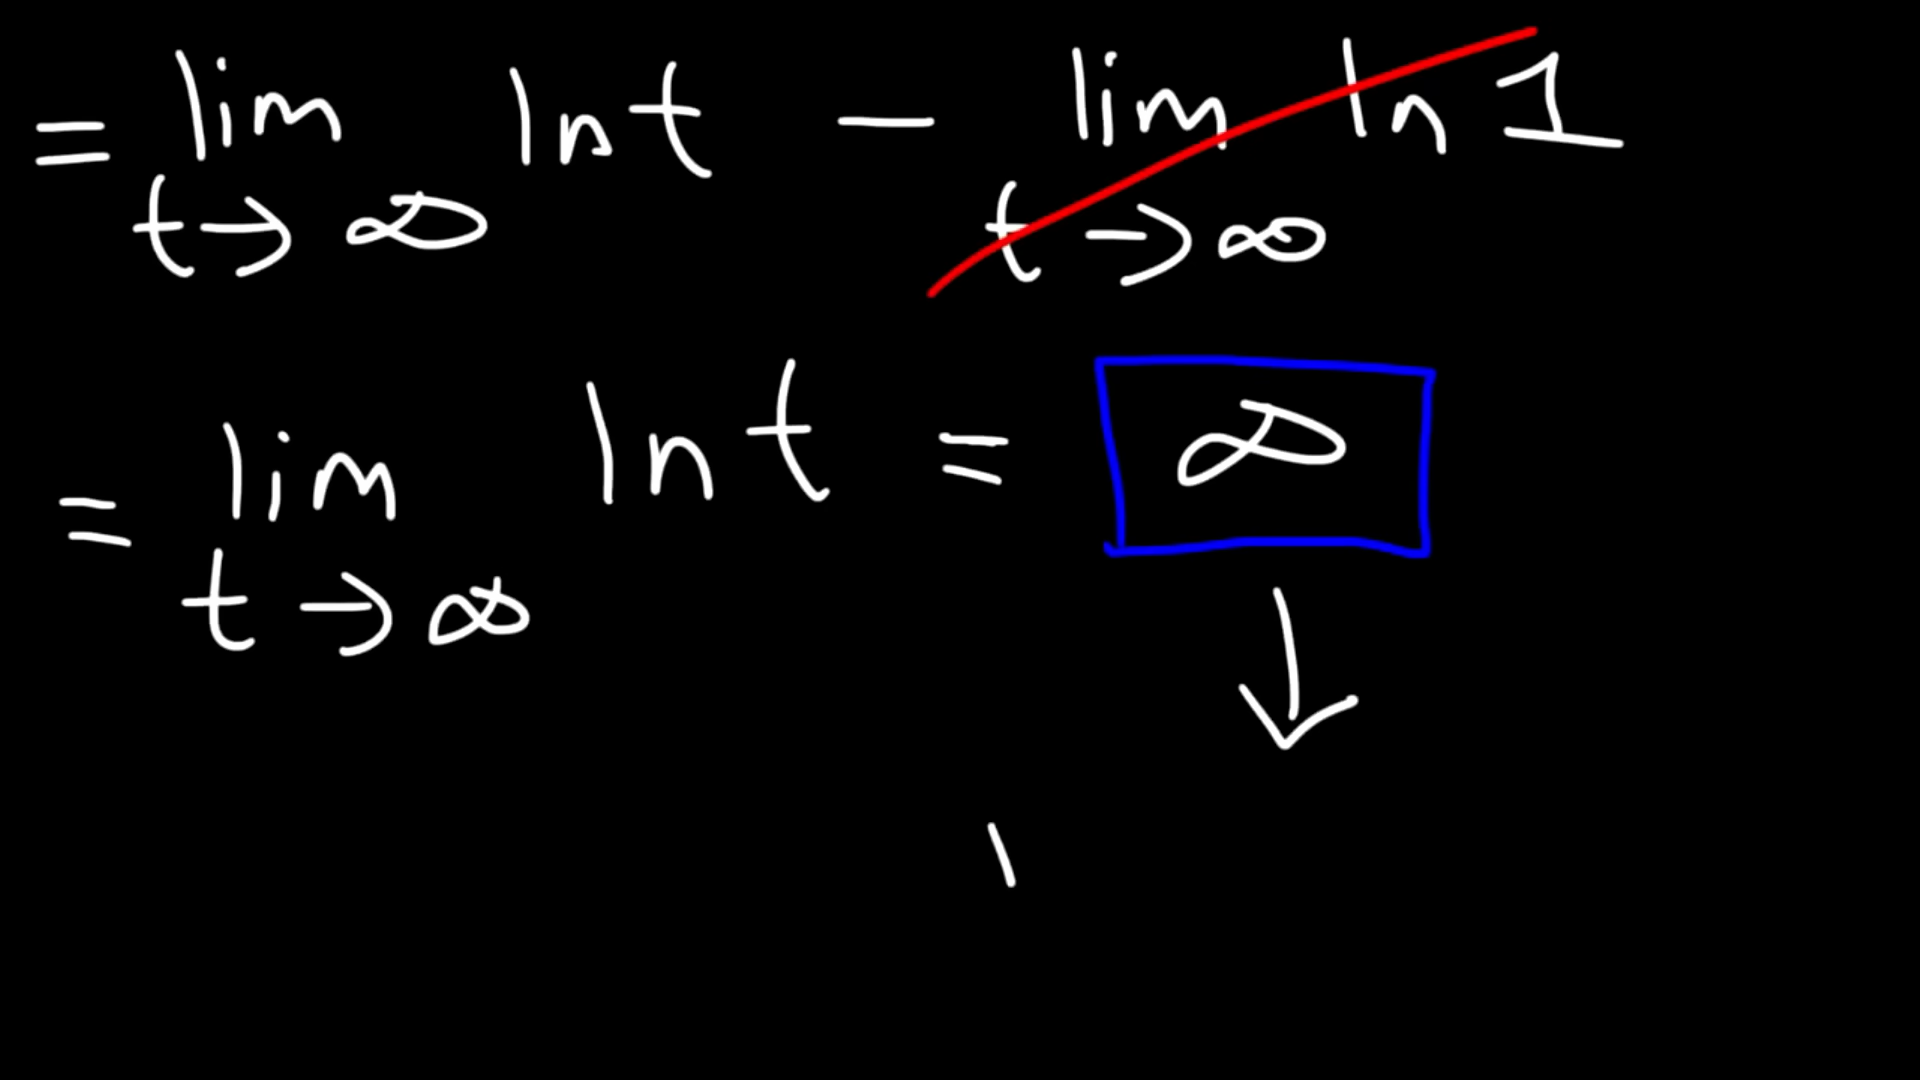 = lim ln t − lim ln 1
t → ∞ t → ∞
= lim ln t = ∞
t → ∞